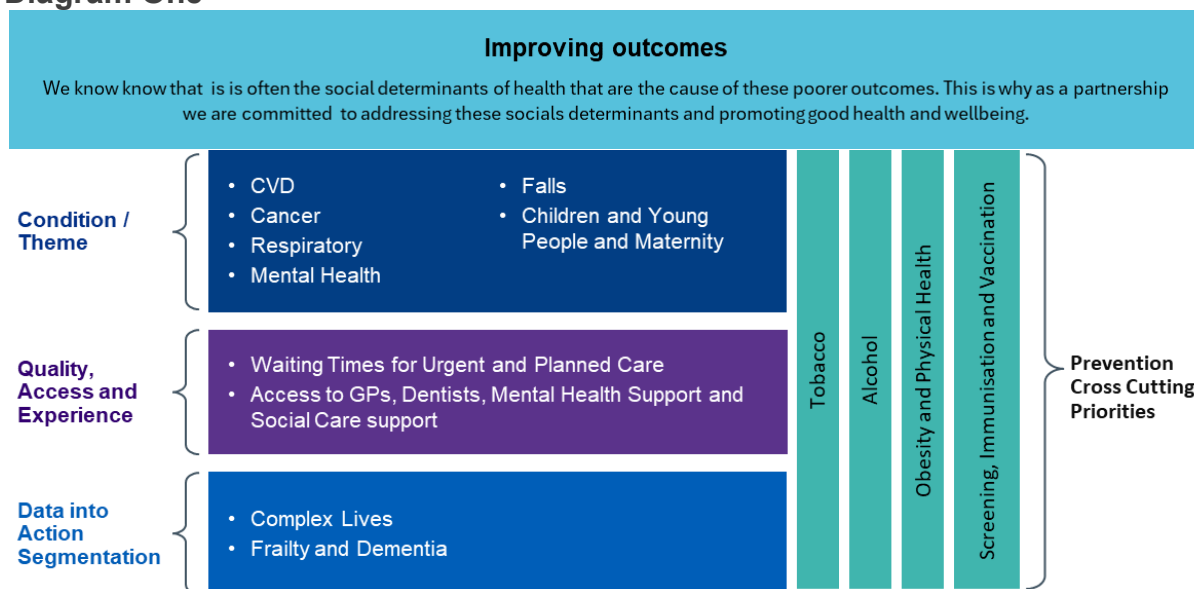 Diagram One
Improving outcomes
We know know that is is often the social determinants of health that are the cause of these poorer outcomes. This is why as a partnership
we are committed to addressing these socials determinants and promoting good health and wellbeing.
Condition /
Theme
• CVD
• Cancer
• Respiratory
• Mental Health
• Falls
• Children and Young
People and Maternity
Quality,
Access and
Experience
• Waiting Times for Urgent and Planned Care
• Access to GPs, Dentists, Mental Health Support and
Social Care support
Data into
Action
Segmentation
• Complex Lives
• Frailty and Dementia
Tobacco
Alcohol
Obesity and Physical Health
Screening, Immunisation and Vaccination
Prevention
Cross Cutting
Priorities